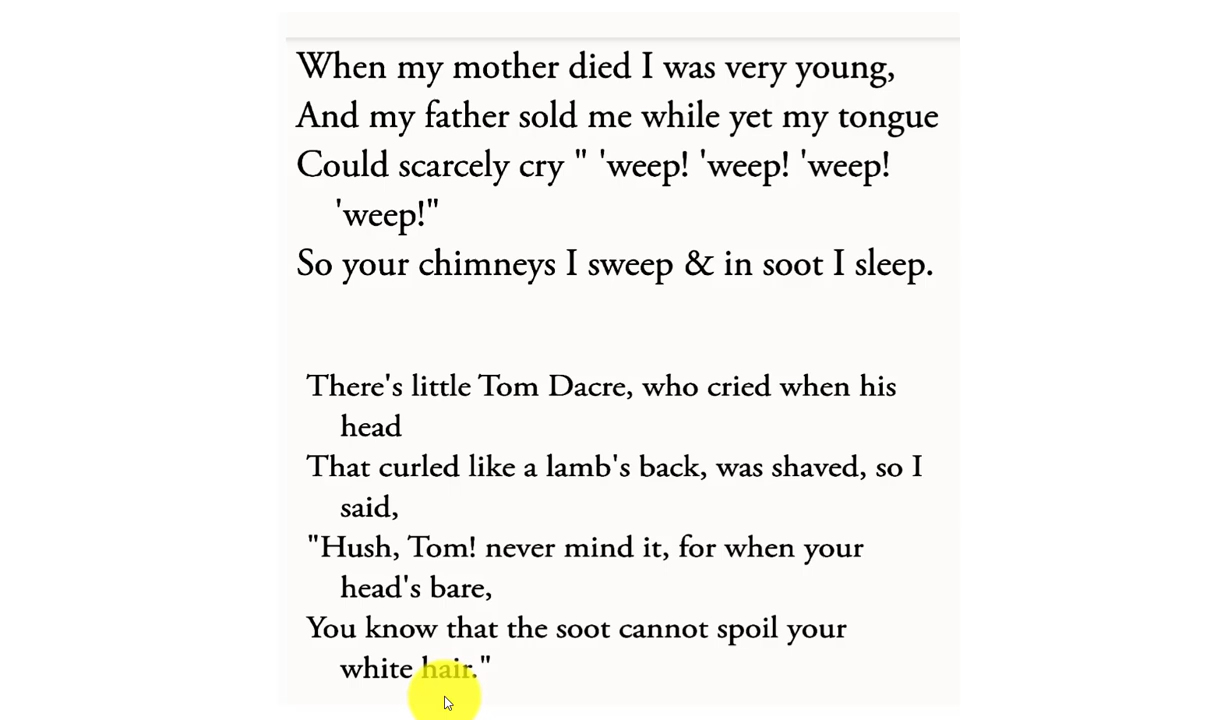 When my mother died I was very young,
And my father sold me while yet my tongue
Could scarcely cry " 'weep! 'weep! 'weep!
'weep!"
So your chimneys I sweep & in soot I sleep.
There's little Tom Dacre, who cried when his
head
That curled like a lamb's back, was shaved, so I
said,
"Hush, Tom! never mind it, for when your
head's bare,
You know that the soot cannot spoil your
white hair."